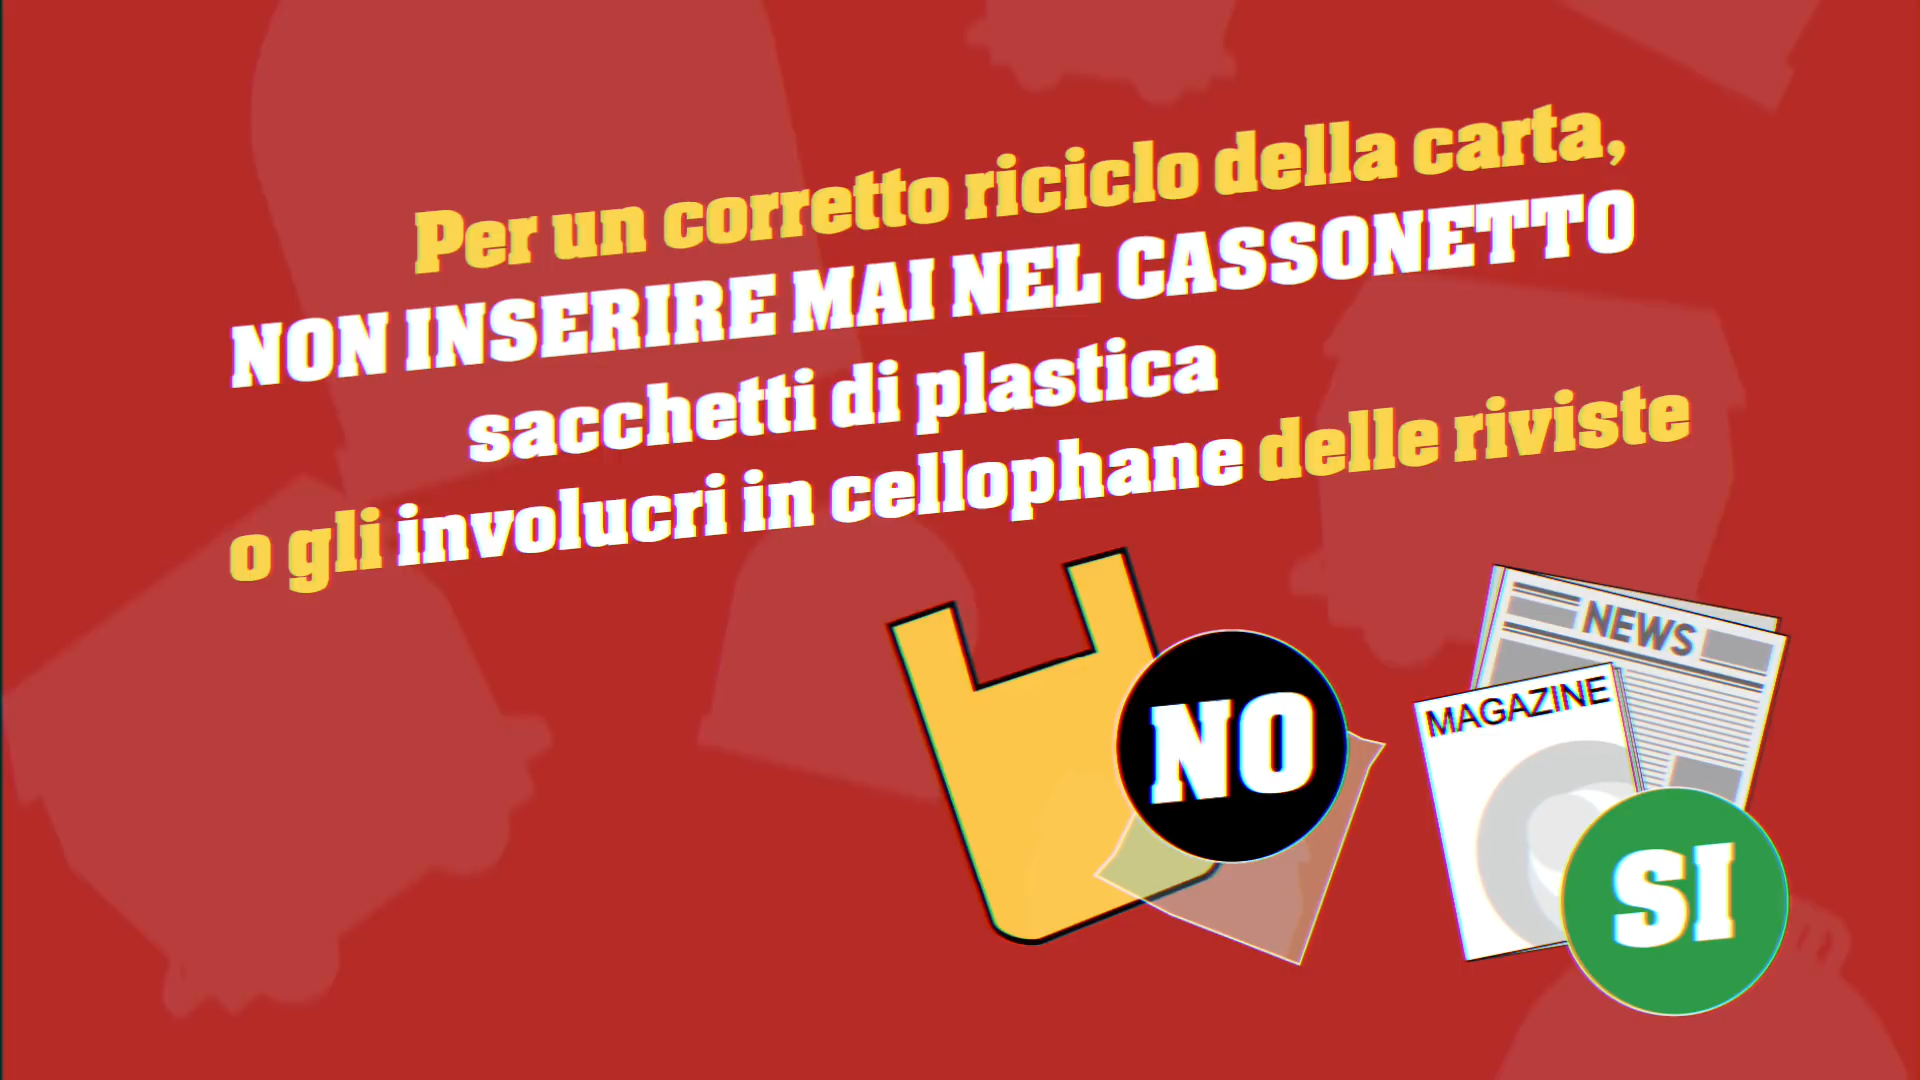 Per un corretto riciclo della carta,
NON INSERIRE MAI NEL CASSONETTO
sacchetti di plastica
o gli involucri in cellophane delle riviste
NEWS
MAGAZINE
NO
SI